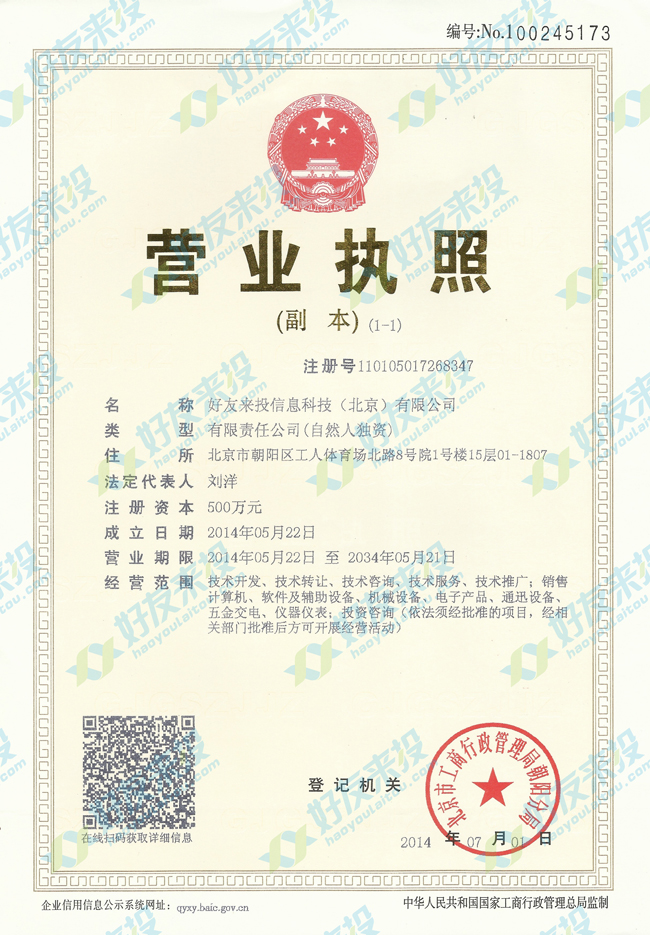 编号:No.100245173
营业执照
(副 本) (1-1)
注册号110105017268347
名 称 好友来投信息科技（北京）有限公司
类 型 有限责任公司(自然人独资)
住 所 北京市朝阳区工人体育场北路8号院1号楼15层01-1807
法定代表人 刘洋
注册资本 500万元
成立日期 2014年05月22日
营业期限 2014年05月22日 至 2034年05月21日
经营范围 技术开发、技术转让、技术咨询、技术服务、技术推广；销售
计算机、软件及辅助设备、机械设备、电子产品、通迅设备、
五金交电、仪器仪表；投资咨询（依法须经批准的项目，经相
关部门批准后方可开展经营活动）
在线扫码获取详细信息
登记机关
北京市工商行政管理局朝阳分局
2014 年 07 月 01 日
企业信用信息公示系统网址：qyxy.baic.gov.cn
中华人民共和国国家工商行政管理总局监制
好友来投
haoyoulaitou.com